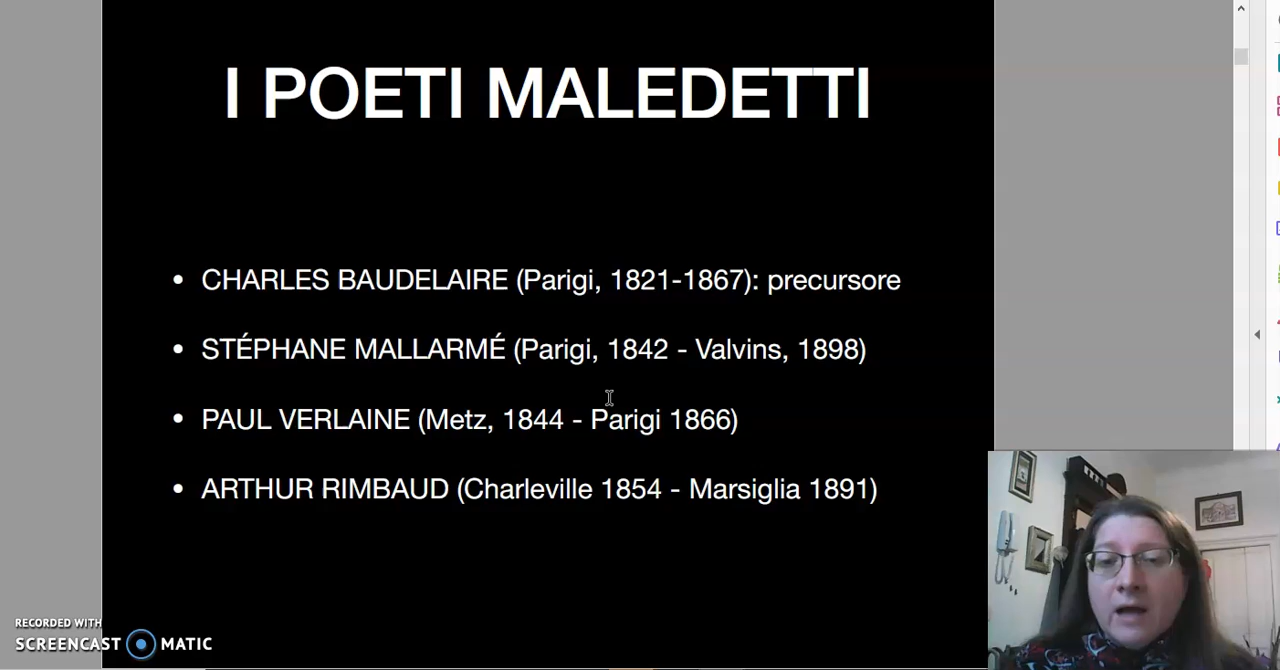 I POETI MALEDETTI
• CHARLES BAUDELAIRE (Parigi, 1821-1867): precursore
• STÉPHANE MALLARMÉ (Parigi, 1842 - Valvins, 1898)
• PAUL VERLAINE (Metz, 1844 - Parigi 1866)
• ARTHUR RIMBAUD (Charleville 1854 - Marsiglia 1891)
RECORDED WITH
SCREENCAST MATIC